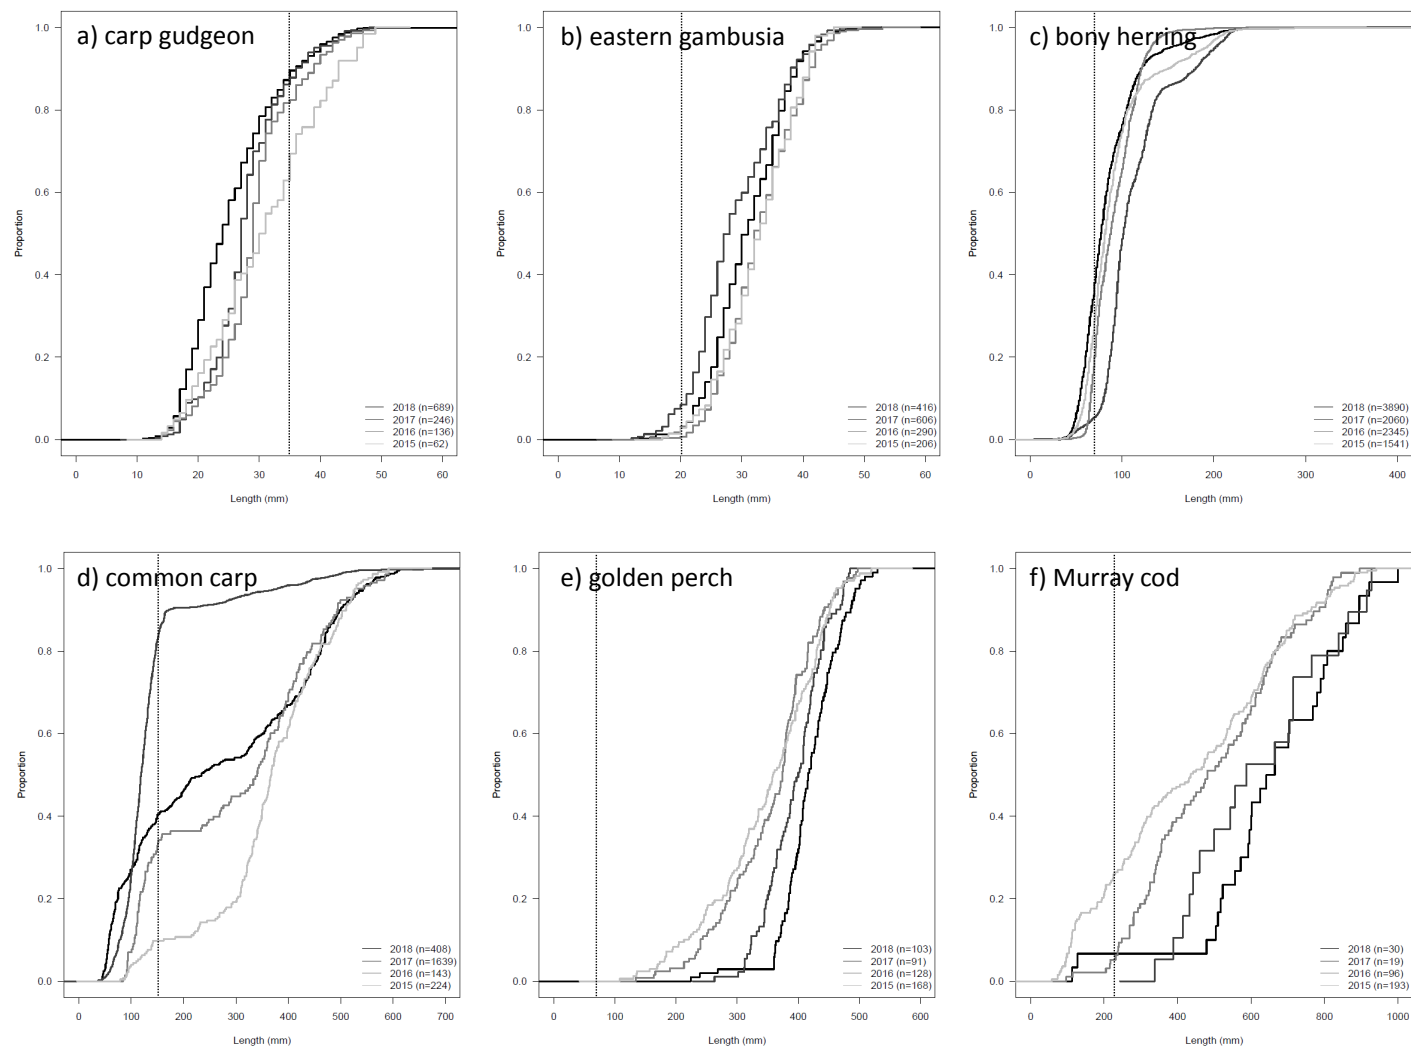 a) carp gudgeon
1.0
0.8
0.6
0.4
0.2
0.0
Proportion
2018 (n=689)
2017 (n=246)
2016 (n=136)
2015 (n=62)
0 10 20 30 40 50 60
Length (mm)
b) eastern gambusia
1.0
0.8
0.6
0.4
0.2
0.0
Proportion
2018 (n=416)
2017 (n=606)
2016 (n=290)
2015 (n=206)
0 10 20 30 40 50 60
Length (mm)
c) bony herring
1.0
0.8
0.6
0.4
0.2
0.0
Proportion
2018 (n=3890)
2017 (n=2060)
2016 (n=2345)
2015 (n=1541)
0 100 200 300 400
Length (mm)
d) common carp
1.0
0.8
0.6
0.4
0.2
0.0
Proportion
2018 (n=408)
2017 (n=1639)
2016 (n=143)
2015 (n=224)
0 100 200 300 400 500 600 700
Length (mm)
e) golden perch
1.0
0.8
0.6
0.4
0.2
0.0
Proportion
2018 (n=103)
2017 (n=91)
2016 (n=128)
2015 (n=168)
0 100 200 300 400 500 600
Length (mm)
f) Murray cod
1.0
0.8
0.6
0.4
0.2
0.0
Proportion
2018 (n=30)
2017 (n=19)
2016 (n=96)
2015 (n=193)
0 200 400 600 800 1000
Length (mm)